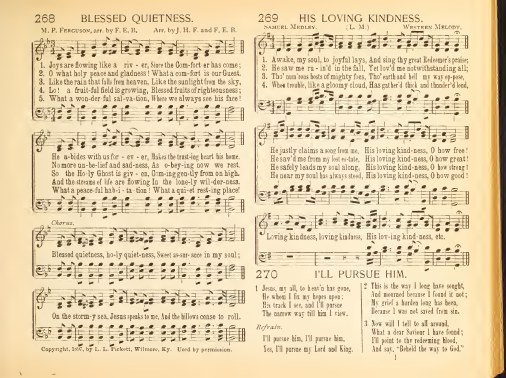 268 BLESSED QUIETNESS.
M. P. FERGUSON, arr. by F. E. B. Arr. by J. H. F. and F. E. B.
1. Joys are flowing like a riv - er, Since the Com-fort-er has come;
2. O what holy peace and gladness! What a com-fort is our Guest.
3. Like the rain that falls from heaven, Like the sunlight from the sky,
4. Lo! a fruit-ful field is growing, Blessed fruits of righteousness;
5. What a won-der-ful sal-va-tion, Where we always see his face!
He a-bides with us for - ev - er, Makes the trust-ing heart his home.
No more un-be-lief and sad-ness, As o-bey-ing now we rest.
So the Ho-ly Ghost is giv - en, Com-ing gen-tly from on high.
And the streams of life are flowing In the lone-ly wil-der-ness.
What a peace-ful hab-i - ta - tion! What a qui-et rest-ing place!
Chorus.
Blessed quietness, ho-ly quiet-ness, Sweet as-sur-ance in my soul;
On the storm-y sea, Jesus speaks to me, And the billows cease to roll.
Copyright, 1897, by L. L. Pickett, Wilmore, Ky. Used by permission.
269 HIS LOVING KINDNESS.
SAMUEL MEDLEY. (L. M.) WESTERN MELODY.
1. Awake, my soul, to joyful lays, And sing thy great Redeemer's praise;
2. He saw me ru - in'd in the fall, Yet lov'd me notwithstanding all;
3. Tho' num'rous hosts of mighty foes, Tho' earth and hell my way op-pose,
4. When trouble, like a gloomy cloud, Has gather'd thick and thunder'd loud,
He justly claims a song from me, His loving kind-ness, O how free!
He sav'd me from my lost es-tate, His loving kind-ness, O how great!
He safely leads my soul along, His loving kind-ness, O how strong!
He near my soul has always stood, His loving kind-ness, O how good!
Loving kindness, loving kindness, His lov-ing kind-ness, etc.
270 I'LL PURSUE HIM.
1 Jesus, my all, to heav'n has gone,
He whom I fix my hopes upon;
His track I see, and I'll pursue
The narrow way till him I view.
Refrain.
I'll pursue him, I'll pursue him,
Yes, I'll pursue my Lord and King.
2 This is the way I long have sought,
And mourned because I found it not;
My grief a burden long has been,
Because I was not saved from sin.
3 Now will I tell to all around,
What a dear Saviour I have found;
I'll point to thy redeeming blood,
And say, "Behold the way to God."